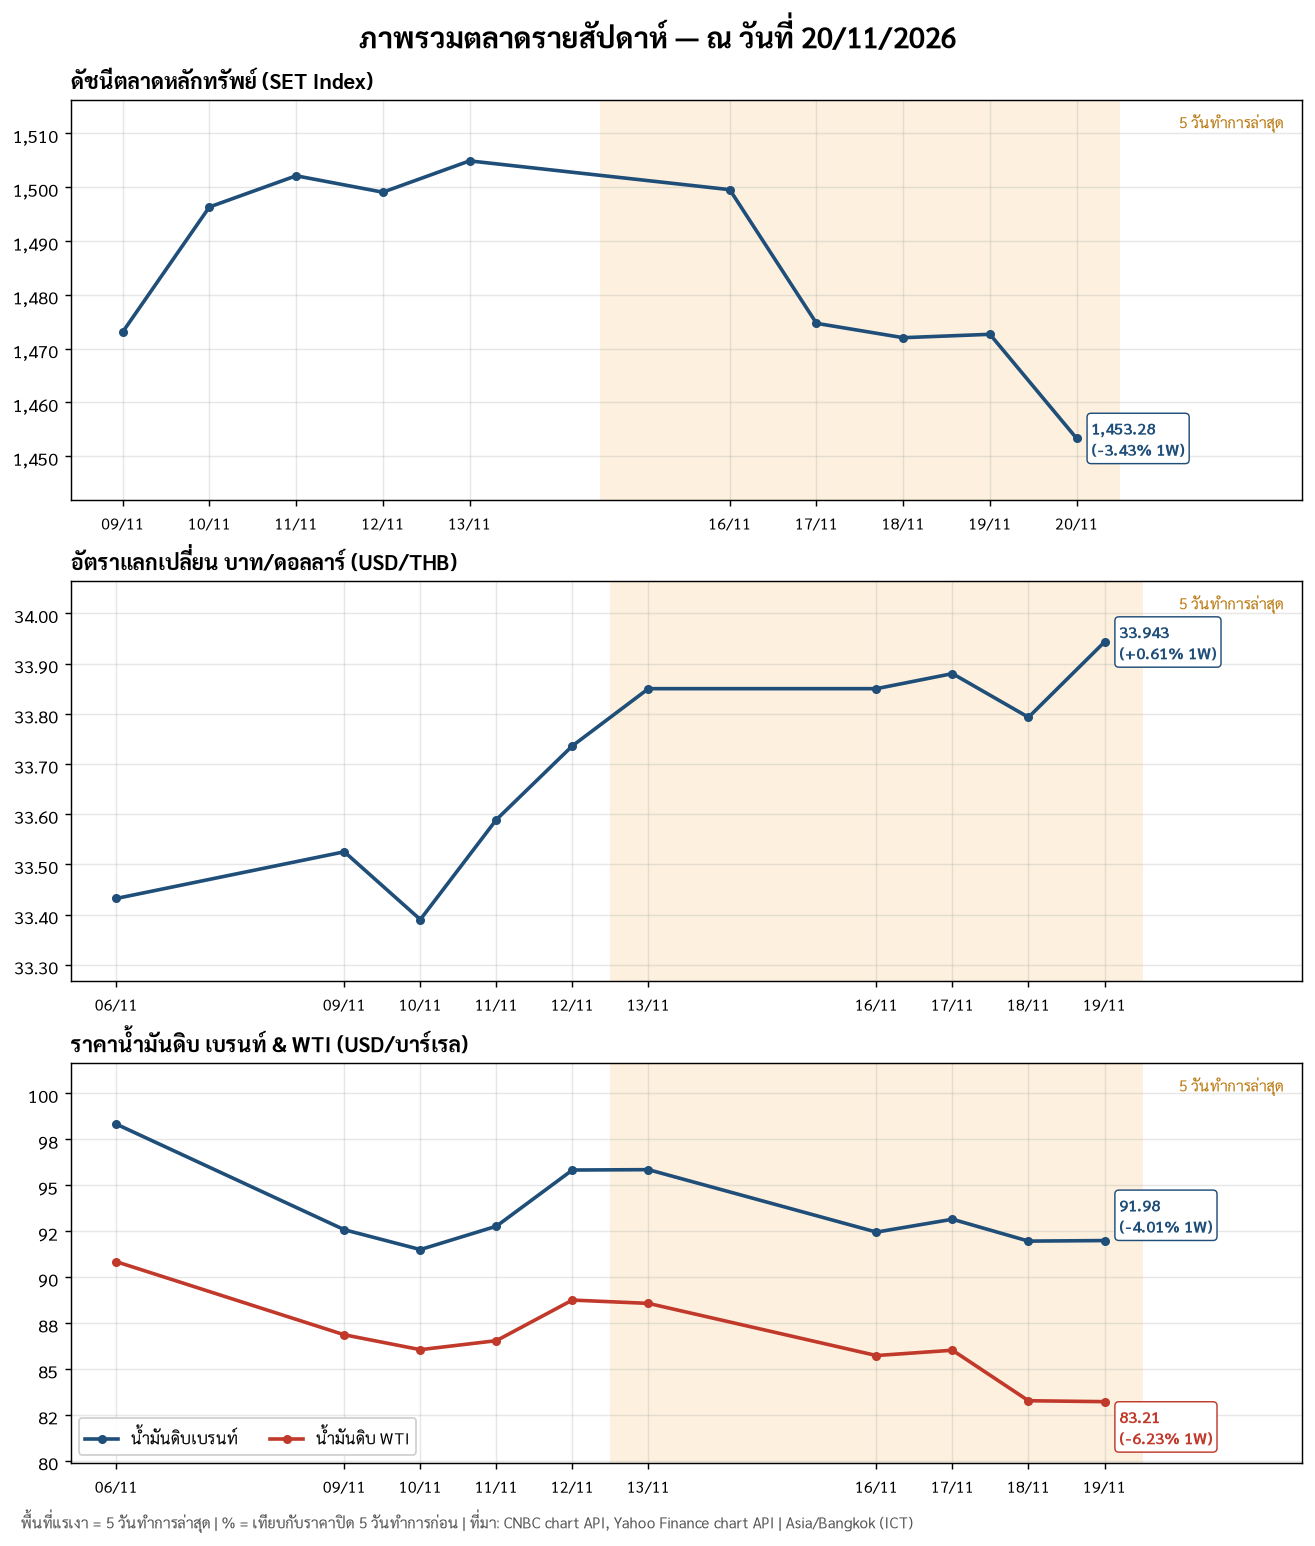 ภาพรวมตลาดรายสัปดาห์ — ณ วันที่ 20/11/2026
ดัชนีตลาดหลักทรัพย์ (SET Index)
5 วันทำการล่าสุด
1,510
1,500
1,490
1,480
1,470
1,460
1,450
1,453.28
(-3.43% 1W)
09/11 10/11 11/11 12/11 13/11 16/11 17/11 18/11 19/11 20/11
อัตราแลกเปลี่ยน บาท/ดอลลาร์ (USD/THB)
5 วันทำการล่าสุด
34.00
33.90
33.80
33.70
33.60
33.50
33.40
33.30
33.943
(+0.61% 1W)
06/11 09/11 10/11 11/11 12/11 13/11 16/11 17/11 18/11 19/11
ราคาน้ำมันดิบ เบรนท์ & WTI (USD/บาร์เรล)
5 วันทำการล่าสุด
100
98
95
92
90
88
85
82
80
91.98
(-4.01% 1W)
83.21
(-6.23% 1W)
น้ำมันดิบเบรนท์ น้ำมันดิบ WTI
06/11 09/11 10/11 11/11 12/11 13/11 16/11 17/11 18/11 19/11
พื้นที่แรเงา = 5 วันทำการล่าสุด | % = เทียบกับราคาปิด 5 วันทำการก่อน | ที่มา: CNBC chart API, Yahoo Finance chart API | Asia/Bangkok (ICT)